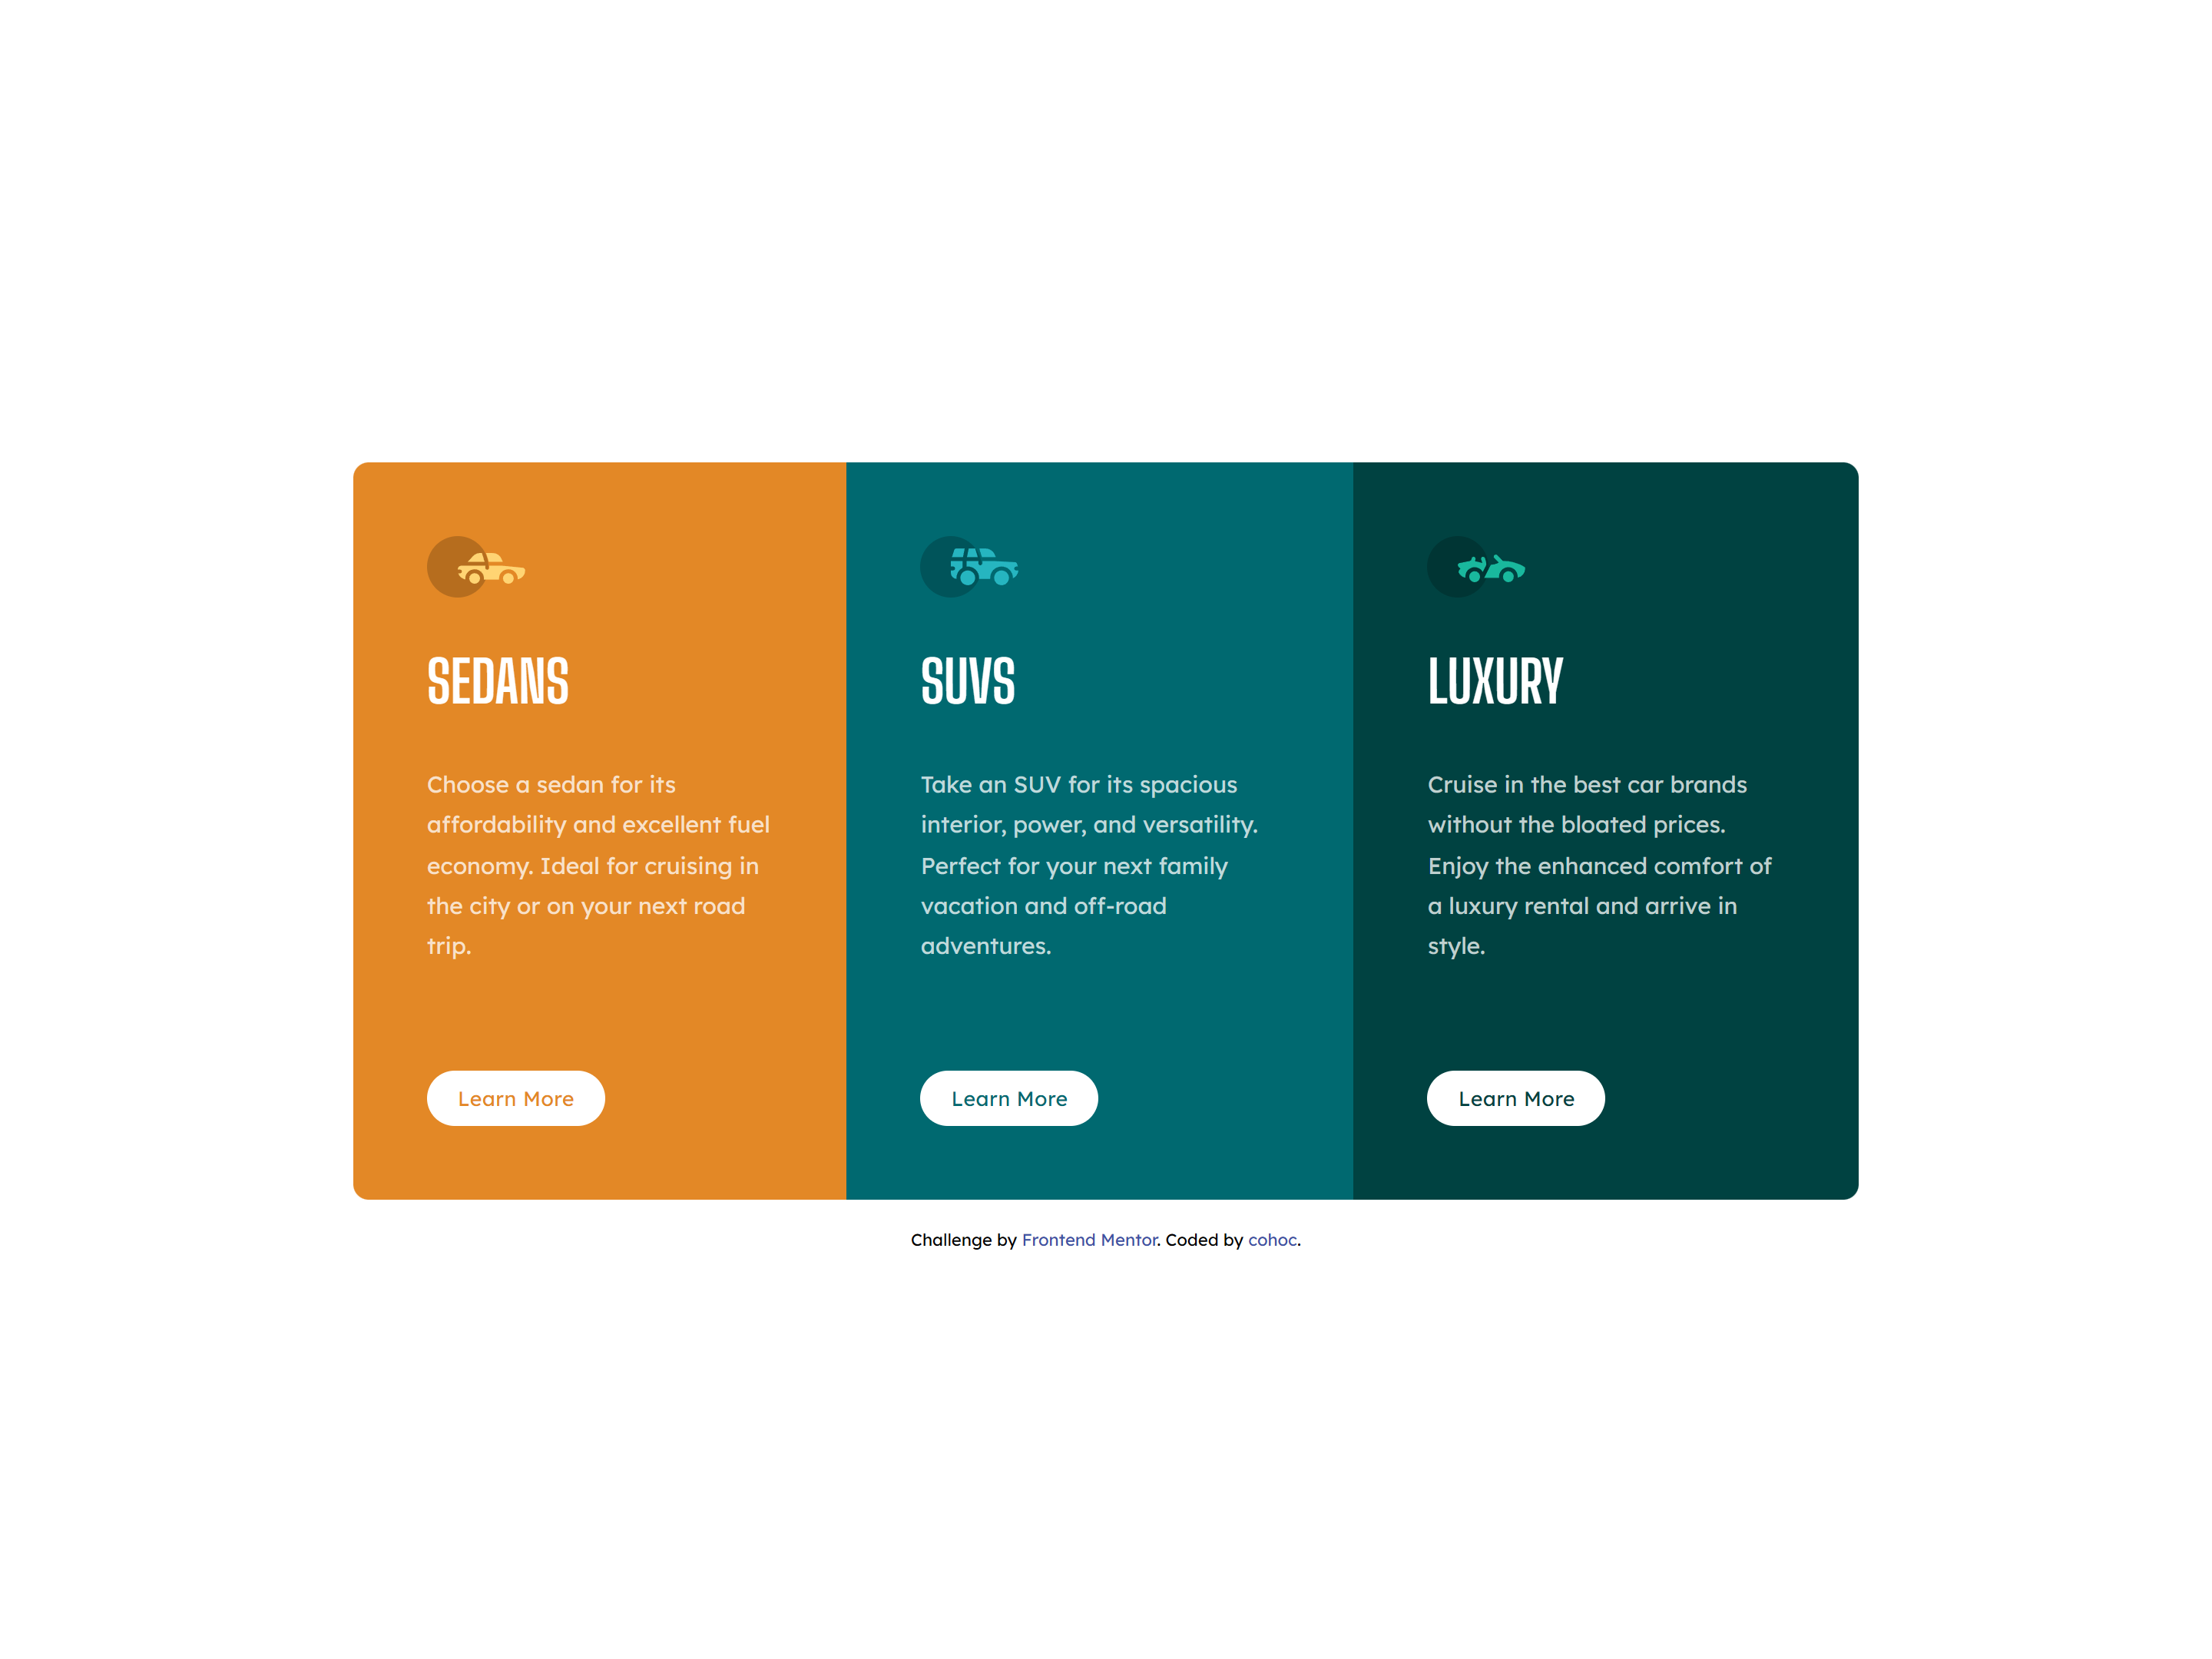 SEDANS
Choose a sedan for its
affordability and excellent fuel
economy. Ideal for cruising in
the city or on your next road
trip.
Learn More
SUVS
Take an SUV for its spacious
interior, power, and versatility.
Perfect for your next family
vacation and off-road
adventures.
Learn More
LUXURY
Cruise in the best car brands
without the bloated prices.
Enjoy the enhanced comfort of
a luxury rental and arrive in
style.
Learn More
Challenge by Frontend Mentor. Coded by cohoc.